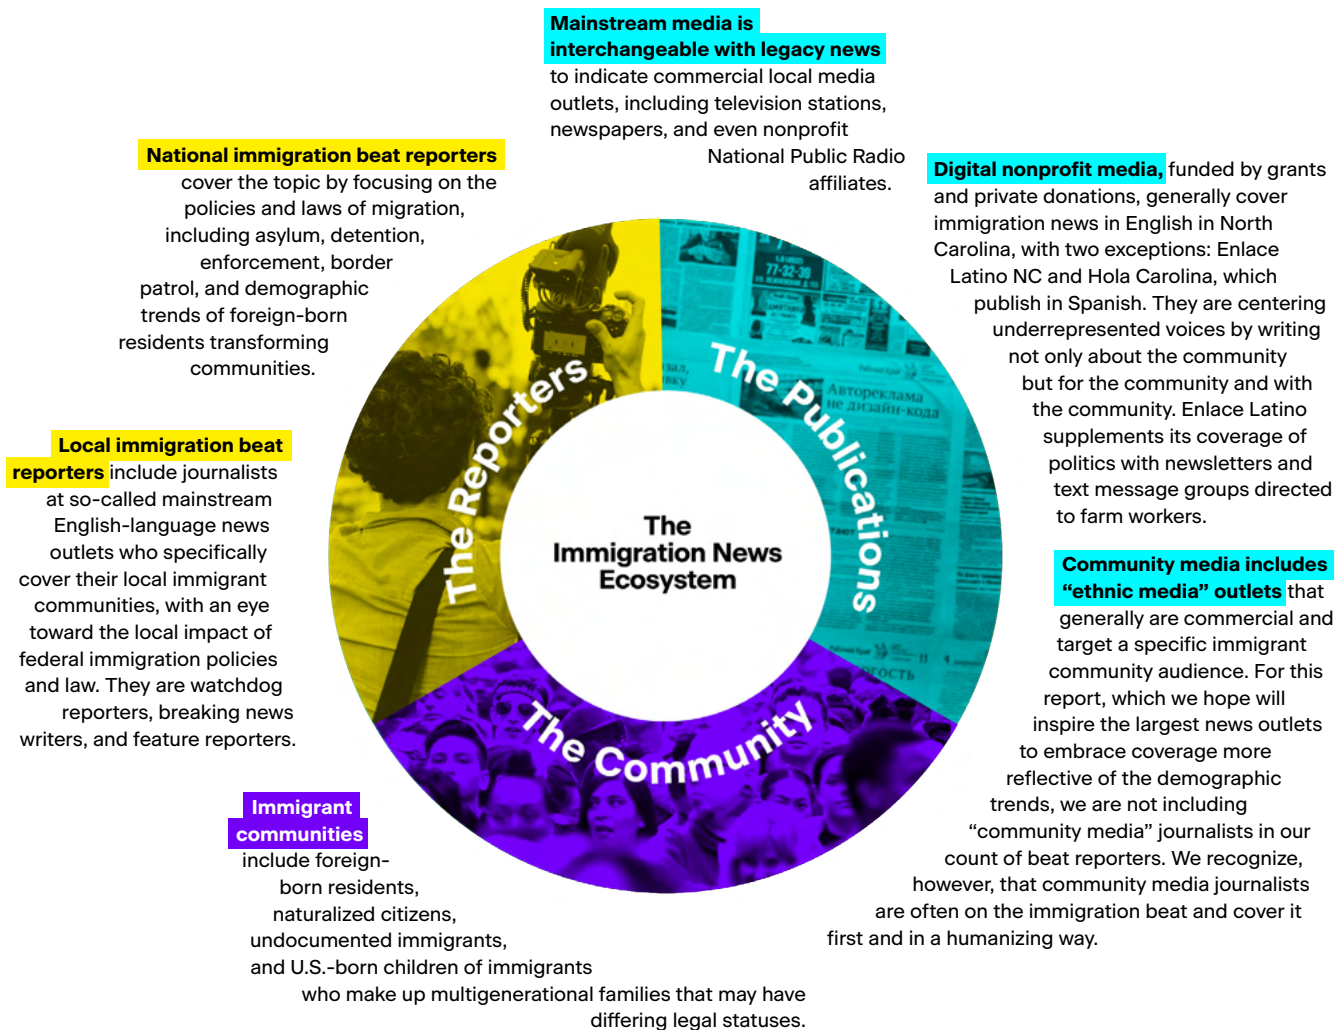 Mainstream media is
interchangeable with legacy news
to indicate commercial local media
outlets, including television stations,
newspapers, and even nonprofit
National Public Radio
affiliates.
National immigration beat reporters
cover the topic by focusing on the
policies and laws of migration,
including asylum, detention,
enforcement, border
patrol, and demographic
trends of foreign-born
residents transforming
communities.
Digital nonprofit media, funded by grants
and private donations, generally cover
immigration news in English in North
Carolina, with two exceptions: Enlace
Latino NC and Hola Carolina, which
publish in Spanish. They are centering
underrepresented voices by writing
not only about the community
but for the community and with
the community. Enlace Latino
supplements its coverage of
politics with newsletters and
text message groups directed
to farm workers.
Local immigration beat
reporters include journalists
at so-called mainstream
English-language news
outlets who specifically
cover their local immigrant
communities, with an eye
toward the local impact of
federal immigration policies
and law. They are watchdog
reporters, breaking news
writers, and feature reporters.
The Reporters
The Publications
77-32-39
Автореклама
не дизайн-кода
The
Immigration News
Ecosystem
The Community
Community media includes
“ethnic media” outlets that
generally are commercial and
target a specific immigrant
community audience. For this
report, which we hope will
inspire the largest news outlets
to embrace coverage more
reflective of the demographic
trends, we are not including
“community media” journalists in our
count of beat reporters. We recognize,
however, that community media journalists
are often on the immigration beat and cover it
first and in a humanizing way.
Immigrant
communities
include foreign-
born residents,
naturalized citizens,
undocumented immigrants,
and U.S.-born children of immigrants
who make up multigenerational families that may have
differing legal statuses.